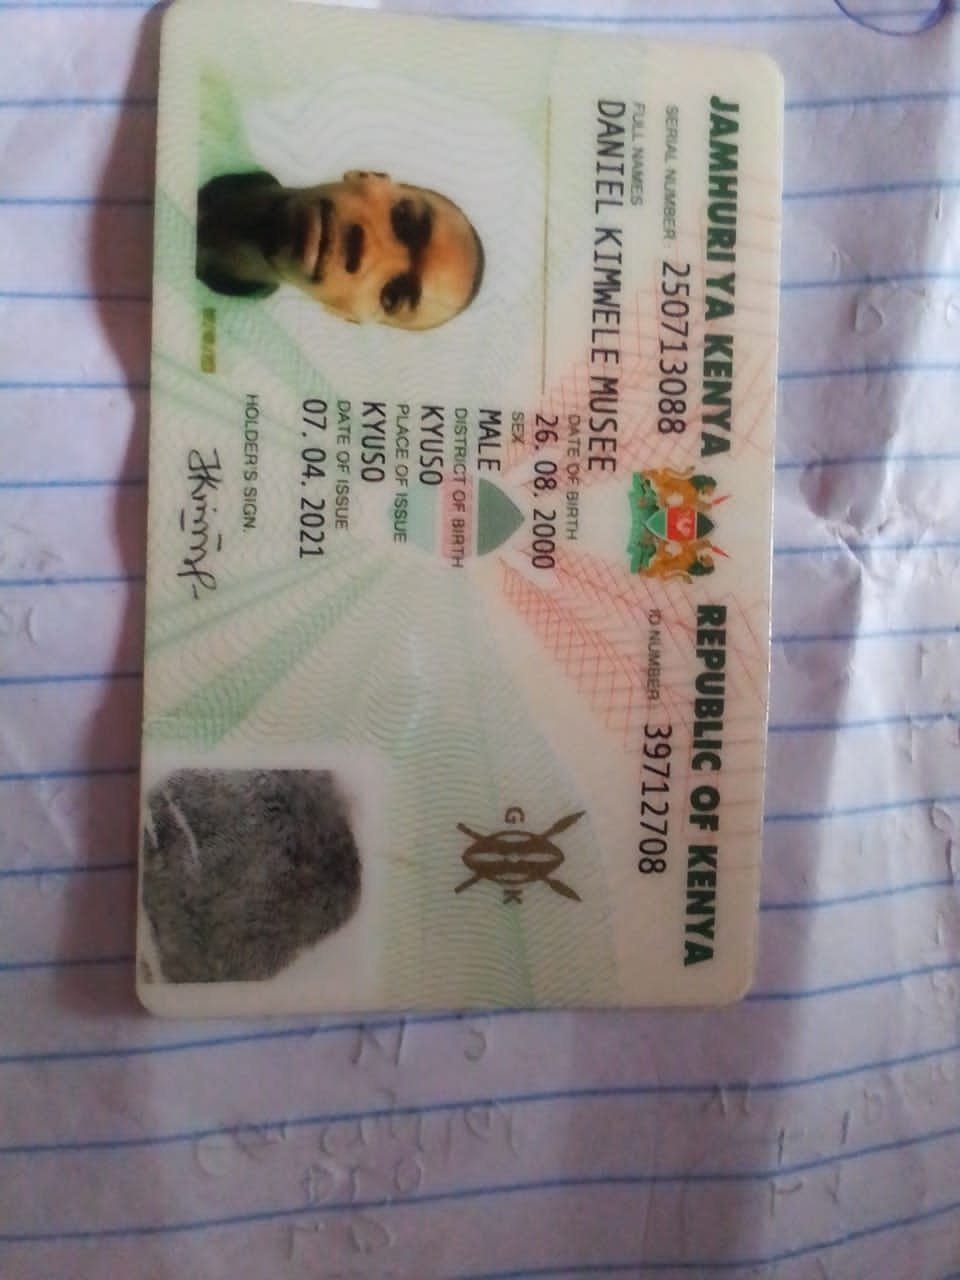 JAMHURI YA KENYA REPUBLIC OF KENYA
SERIAL NUMBER: 250713088 ID NUMBER: 39712708
FULL NAMES
DANIEL KIMWELE MUSEE
DATE OF BIRTH
26. 08. 2000
SEX
MALE
DISTRICT OF BIRTH
KYUSO
PLACE OF ISSUE
KYUSO
DATE OF ISSUE
07. 04. 2021
HOLDER'S SIGN.
G K